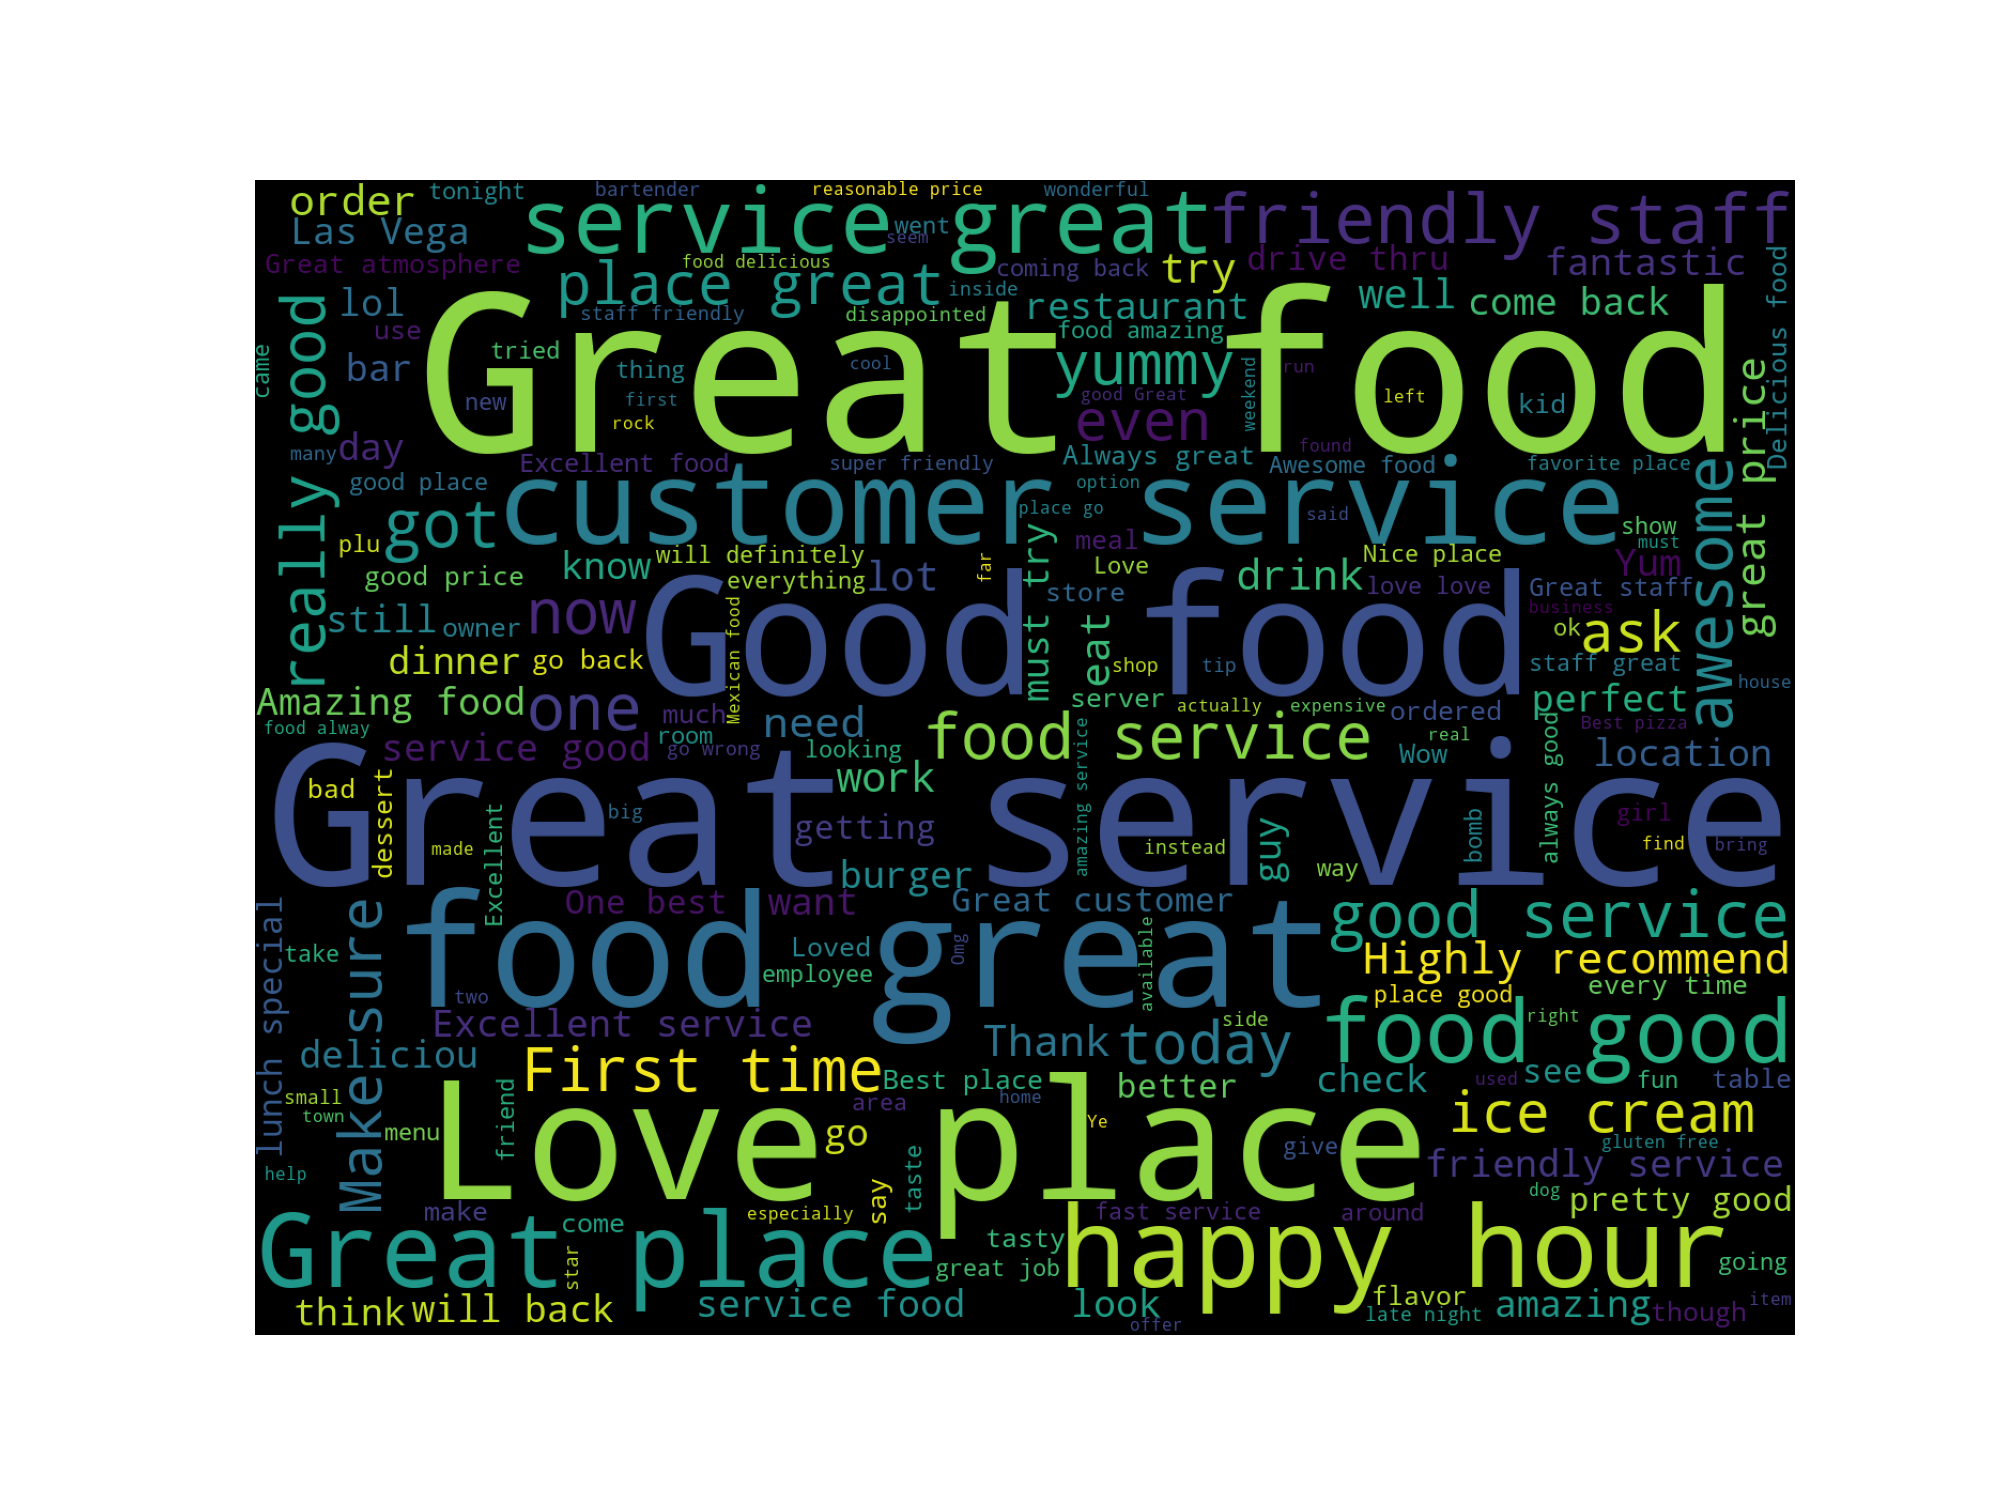 order
tonight
bartender
reasonable price
wonderful
Las Vega
service great
went
seem
friendly staff
Great atmosphere
food delicious
coming back
try
drive thru
fantastic
lol
place great
inside
restaurant
well
come back
Delicious food
use
staff friendly
disappointed
food amazing
came
really good
bar
tried
Great food
thing
cool
yummy
weekend
run
new
first
good Great
left
kid
great price
rock
even
many
day
found
Excellent food
super friendly
Always great
Awesome food
favorite place
good place
got
customer service
option
place go
said
awesome
show
plu
know
will definitely
far
must try
meal
Nice place
must
Yum
good price
everything
lot
Love
drink
love love
Great staff
still
owner
now
Mexican food
Good food
store
eat
business
ok
ask
dinner
go back
shop
tip
staff great
house
Amazing food
one
much
need
server
actually
expensive
ordered
perfect
food alway
room
food service
real
Best pizza
service good
go wrong
looking
amazing service
Wow
always good
location
bad
dessert
Great service
work
big
getting
guy
bomb
girl
made
Excellent
instead
find
bring
burger
way
lunch special
Make sure
One best
want
Great customer
good service
take
food great
Loved
Omg
available
Highly recommend
employee
two
place good
every time
Excellent service
side
right
deliciou
Thank
today
food good
First time
Best place
better
check
see
used
fun
table
small
town
friend
area
home
menu
Love place
go
Ye
ice cream
gluten free
help
taste
give
friendly service
say
dog
pretty good
make
especially
fast service
around
Great place
come
star
tasty
happy hour
great job
going
think
will back
service food
look
offer
flavor
late night
amazing
though
item